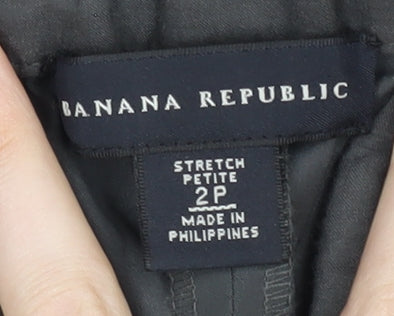 BANANA REPUBLIC
STRETCH
PETITE
2P
MADE IN
PHILIPPINES